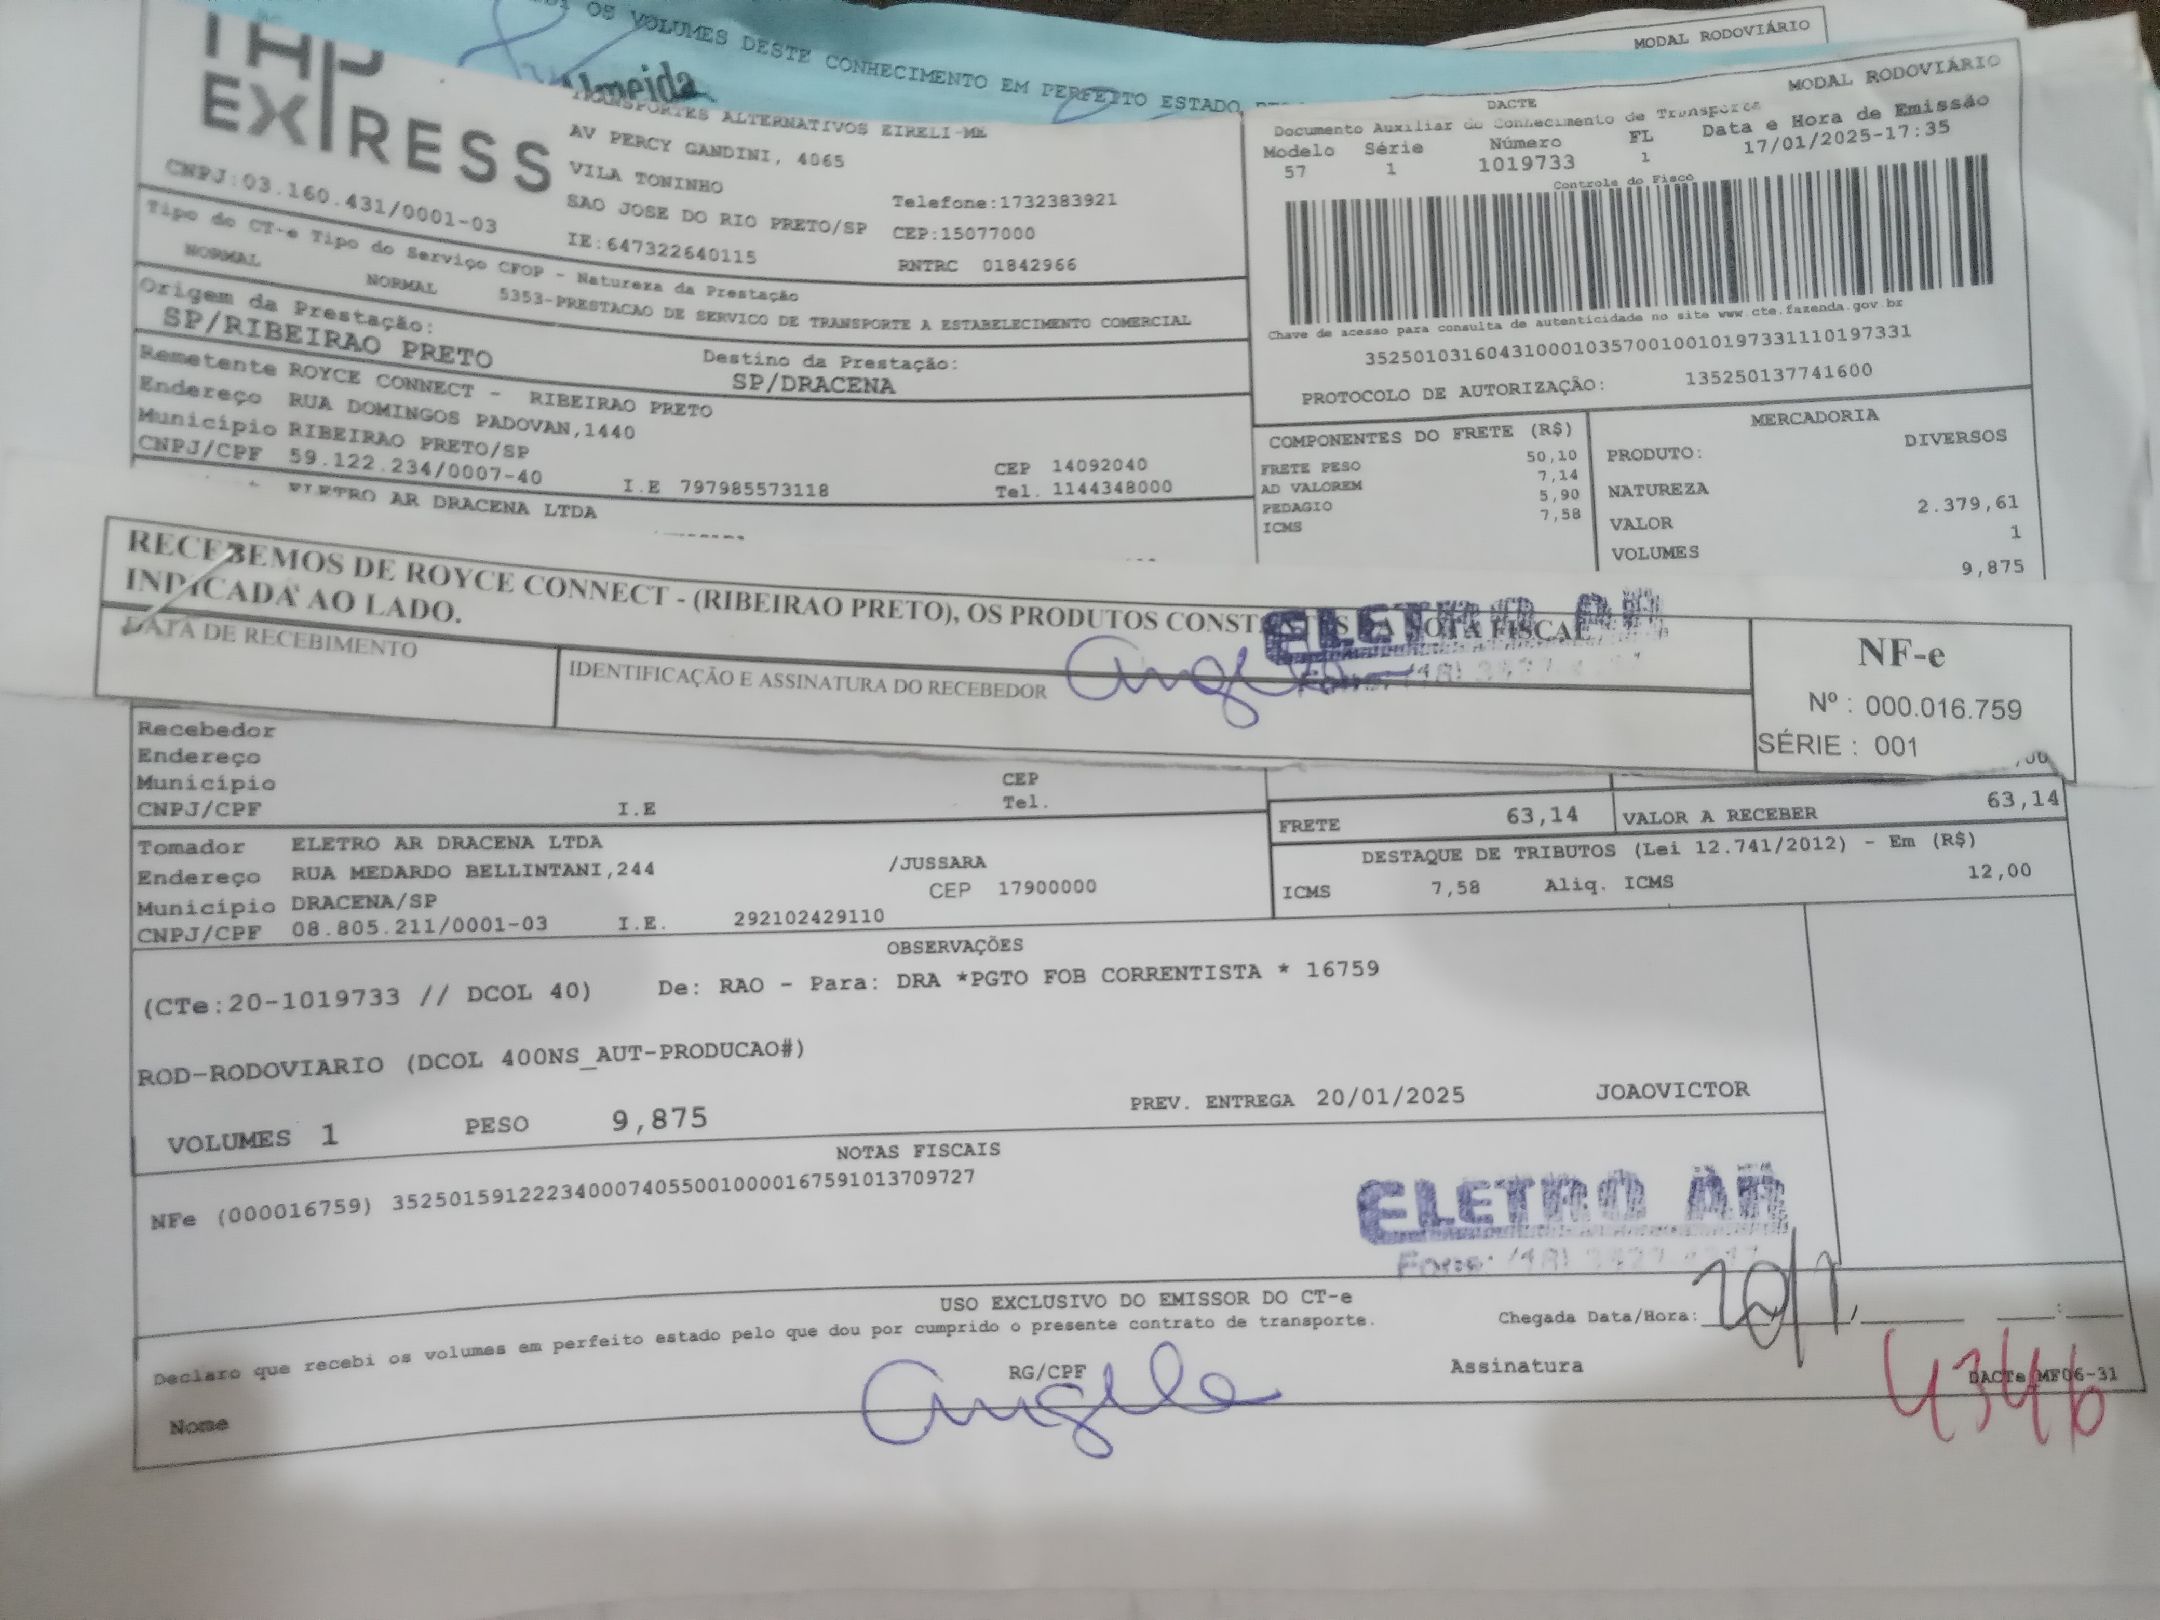 OS VOLUMES DESTE CONHECIMENTO EM PERFEITO ESTADO
Almeida
MODAL RODOVIÁRIO
TAP
EXPRESS
CNPJ:03.160.431/0001-03
TRANSPORTES ALTERNATIVOS EIRELI-ME
AV PERCY GANDINI, 4065
VILA TONINHO
SAO JOSE DO RIO PRETO/SP
IE:647322640115
Telefone:1732383921
CEP:15077000
RNTRC 01842966
DACTE
MODAL RODOVIÁRIO
Documento Auxiliar do Conhecimento de Transporte
Modelo Série Número FL Data e Hora de Emissão
57 1 1019733 1 17/01/2025-17:35
Controle do Fisco
Chave de acesso para consulta de autenticidade no site www.cte.fazenda.gov.br
35250103160431000103570010010197331110197331
PROTOCOLO DE AUTORIZAÇÃO: 135250137741600
Tipo do CT-e Tipo do Serviço CFOP - Natureza da Prestação
NORMAL NORMAL 5353-PRESTACAO DE SERVICO DE TRANSPORTE A ESTABELECIMENTO COMERCIAL
Origem da Prestação: Destino da Prestação:
SP/RIBEIRAO PRETO SP/DRACENA
Remetente ROYCE CONNECT - RIBEIRAO PRETO
Endereço RUA DOMINGOS PADOVAN,1440
Município RIBEIRAO PRETO/SP CEP 14092040
CNPJ/CPF 59.122.234/0007-40 I.E 797985573118 Tel. 1144348000
ELETRO AR DRACENA LTDA
COMPONENTES DO FRETE (R$)
FRETE PESO 50,10
AD VALOREM 7,14
PEDAGIO 5,90
ICMS 7,58
MERCADORIA
PRODUTO: DIVERSOS
NATUREZA
VALOR 2.379,61
VOLUMES 1
9,875
RECEBEMOS DE ROYCE CONNECT - (RIBEIRAO PRETO), OS PRODUTOS CONSTANTES DA NOTA FISCAL
INDICADA AO LADO.
ELETRO AR
DATA DE RECEBIMENTO
IDENTIFICAÇÃO E ASSINATURA DO RECEBEDOR
NF-e
Nº : 000.016.759
SÉRIE : 001
Recebedor
Endereço
Município CEP
CNPJ/CPF I.E Tel.
FRETE 63,14 VALOR A RECEBER 63,14
Tomador ELETRO AR DRACENA LTDA
Endereço RUA MEDARDO BELLINTANI,244 /JUSSARA
Município DRACENA/SP CEP 17900000
CNPJ/CPF 08.805.211/0001-03 I.E. 292102429110
DESTAQUE DE TRIBUTOS (Lei 12.741/2012) - Em (R$)
ICMS 7,58 Aliq. ICMS 12,00
OBSERVAÇÕES
(CTe:20-1019733 // DCOL 40) De: RAO - Para: DRA *PGTO FOB CORRENTISTA * 16759
ROD-RODOVIARIO (DCOL 400NS_AUT-PRODUCAO#)
VOLUMES 1 PESO 9,875 PREV. ENTREGA 20/01/2025 JOAOVICTOR
NOTAS FISCAIS
NFe (000016759) 35250159122234000740550010000167591013709727
ELETRO AR
USO EXCLUSIVO DO EMISSOR DO CT-e
Declaro que recebi os volumes em perfeito estado pelo que dou por cumprido o presente contrato de transporte.
Chegada Data/Hora: 20/1
Nome RG/CPF Assinatura
DACTe MF06-31
4346